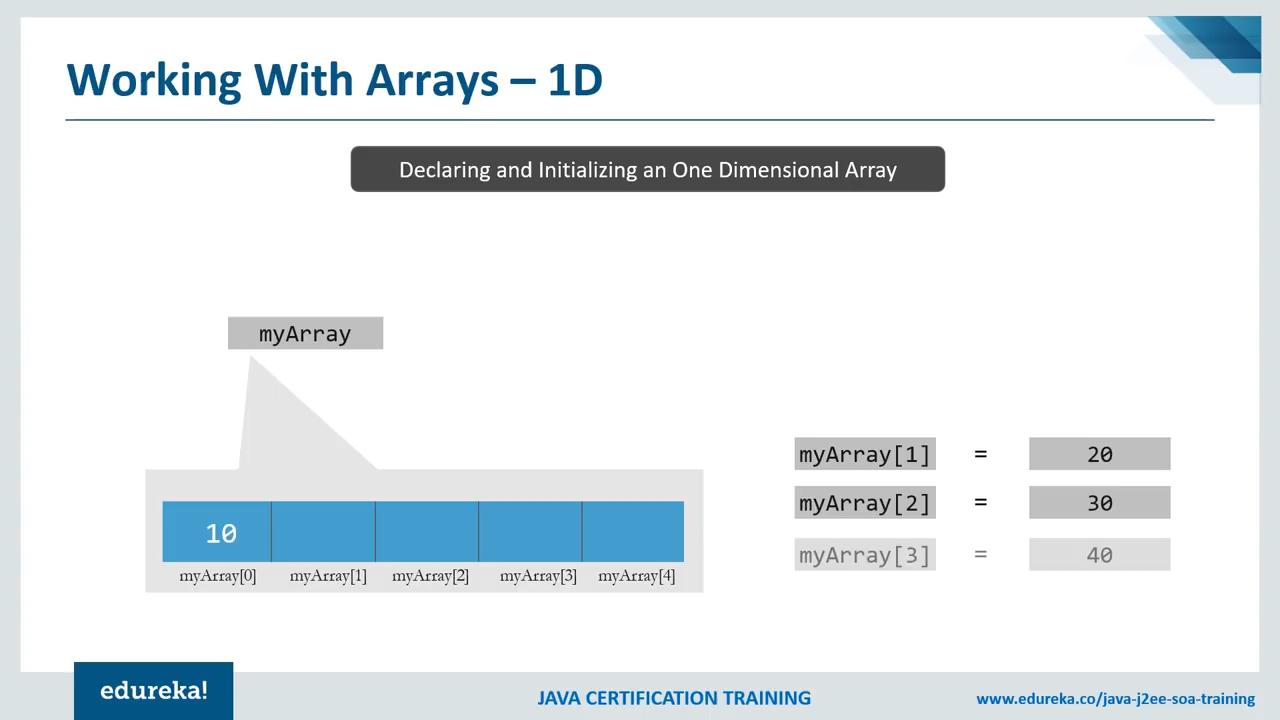 Working With Arrays – 1D
Declaring and Initializing an One Dimensional Array
myArray
10
myArray[0] myArray[1] myArray[2] myArray[3] myArray[4]
myArray[1] = 20
myArray[2] = 30
myArray[3] = 40
edureka!
JAVA CERTIFICATION TRAINING
www.edureka.co/java-j2ee-soa-training